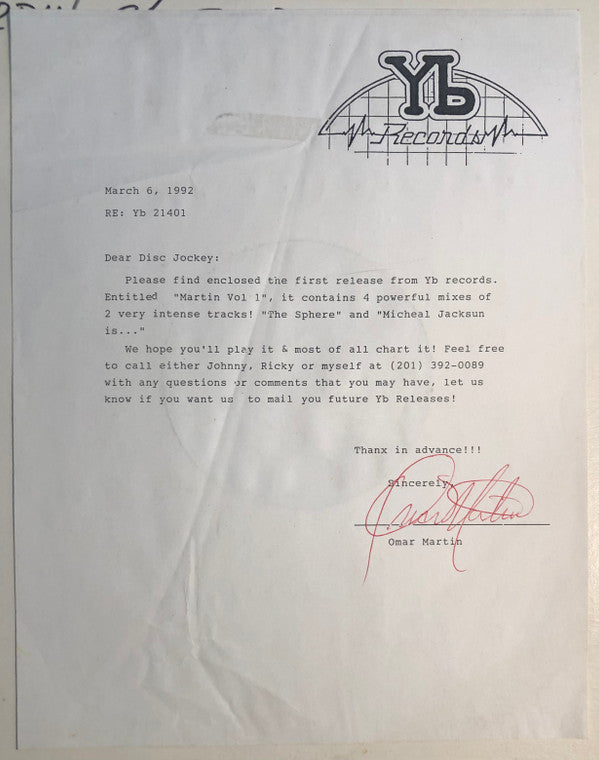 Yb
Records
March 6, 1992
RE: Yb 21401
Dear Disc Jockey:
Please find enclosed the first release from Yb records.
Entitled "Martin Vol 1", it contains 4 powerful mixes of
2 very intense tracks! "The Sphere" and "Micheal Jacksun
is..."
We hope you'll play it & most of all chart it! Feel free
to call either Johnny, Ricky or myself at (201) 392-0089
with any questions or comments that you may have, let us
know if you want us to mail you future Yb Releases!
Thanx in advance!!!
Sincerely,
Omar Martin
Omar Martin